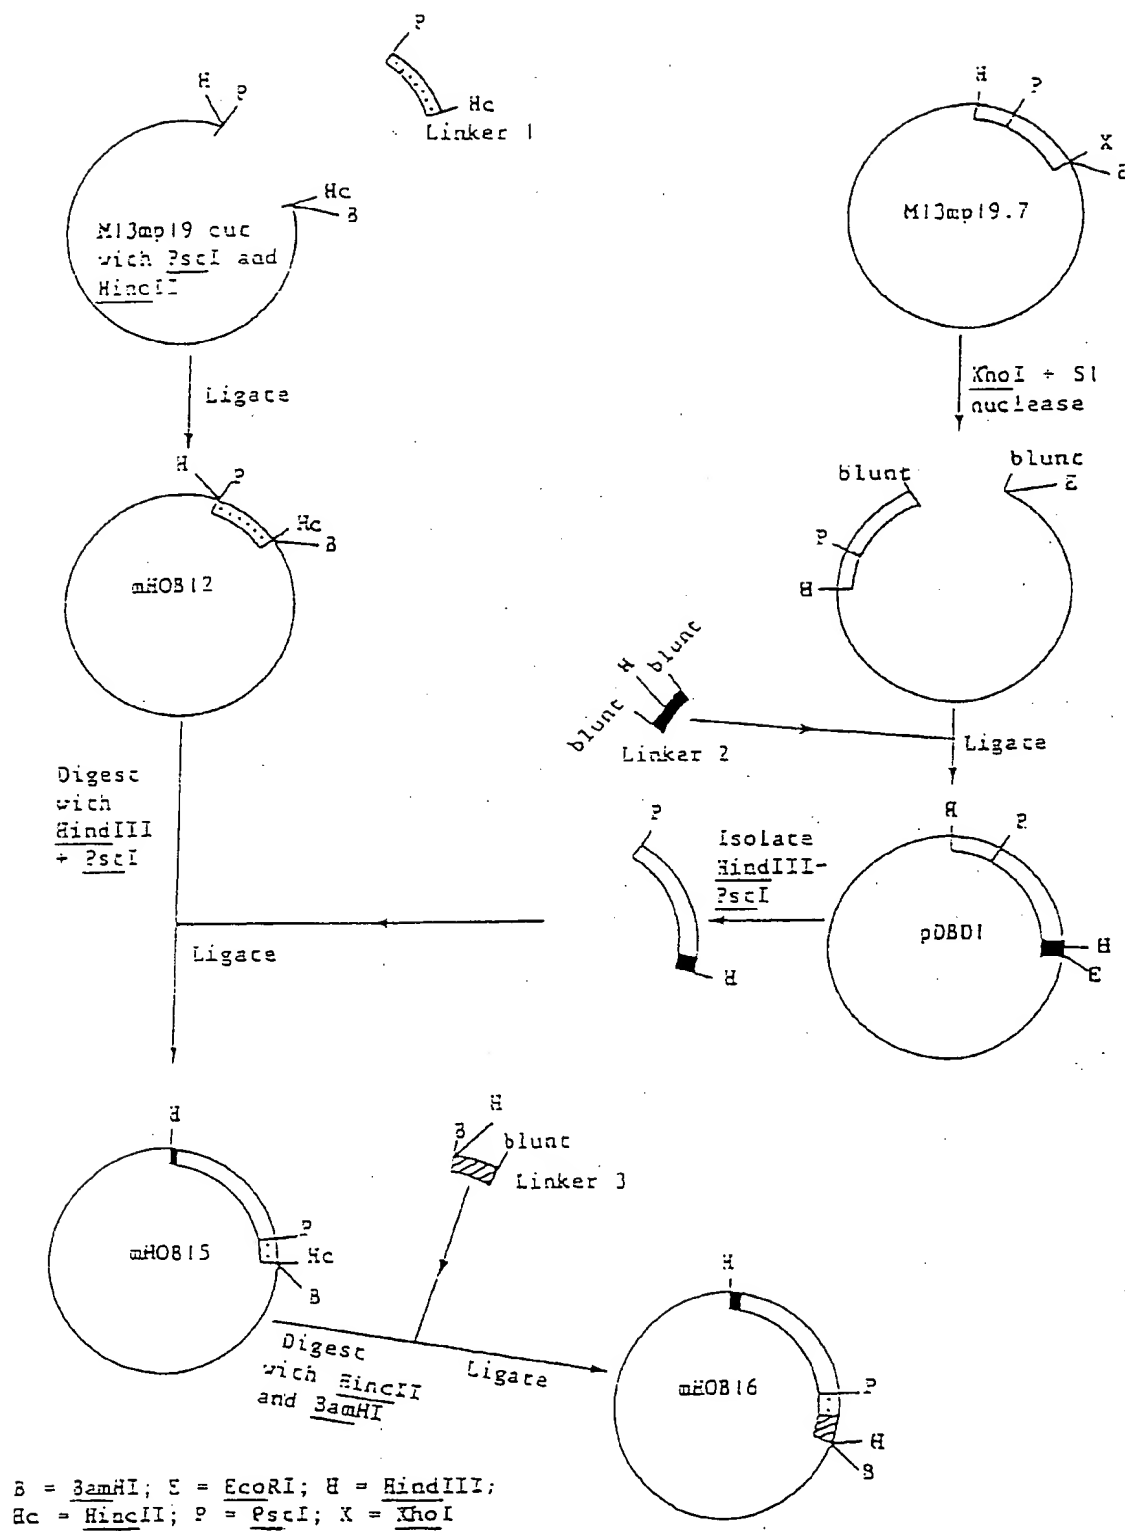 P
H
P
Hc
Linker 1
Hc
B
M13mp19 cut
with PstI and
HincII
H
P
X
E
M13mp19.7
Ligate
XhoI + S1
nuclease
H
P
Hc
B
mHOB12
blunt
blunt
E
P
H
H
blunt
blunt
Linker 2
Ligate
Digest
with
HindIII
+ PstI
P
Isolate
HindIII-
PstI
H
H
P
pDBD1
H
E
Ligate
H
mHOB15
P
Hc
B
B
H
blunt
Linker 3
Digest
with HincII
and BamHI
Ligate
H
mHOB16
P
H
B
B = BamHI; E = EcoRI; H = HindIII;
Hc = HincII; P = PstI; X = XhoI